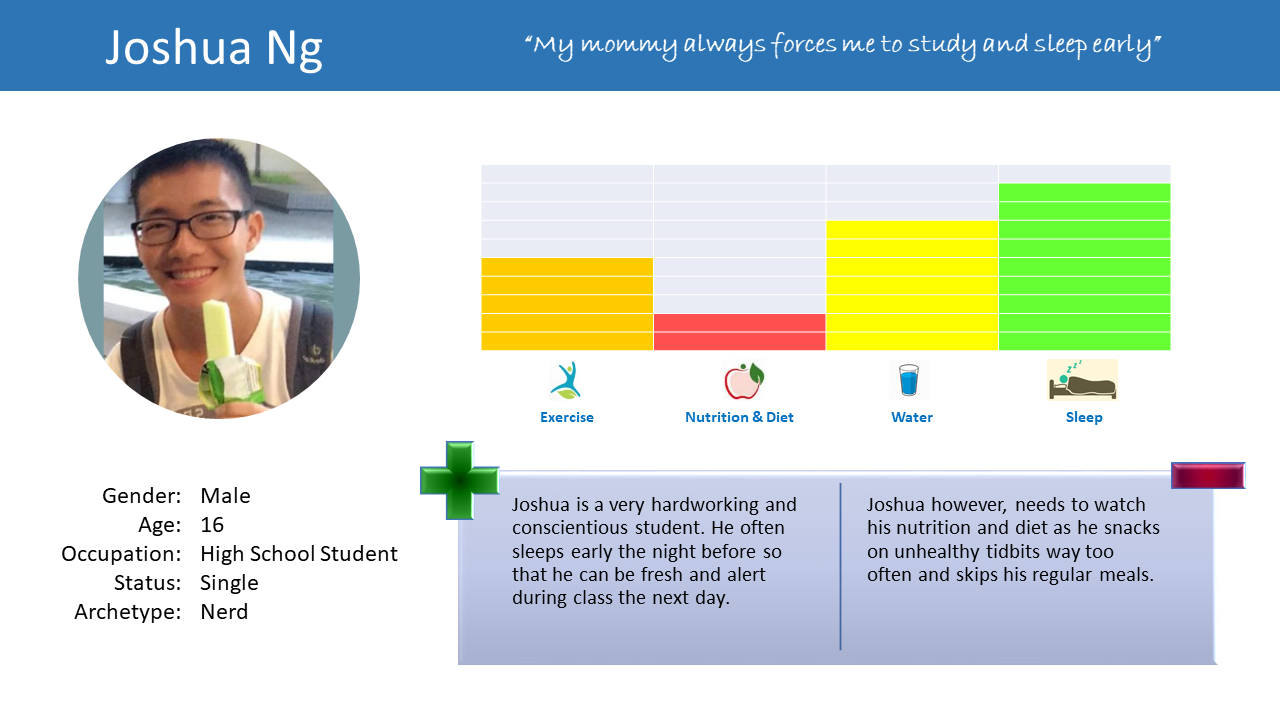 Joshua Ng
“My mommy always forces me to study and sleep early”
Exercise
Nutrition & Diet
Water
Sleep
Gender: Male
Age: 16
Occupation: High School Student
Status: Single
Archetype: Nerd
Joshua is a very hardworking and
conscientious student. He often
sleeps early the night before so
that he can be fresh and alert
during class the next day.
Joshua however, needs to watch
his nutrition and diet as he snacks
on unhealthy tidbits way too
often and skips his regular meals.